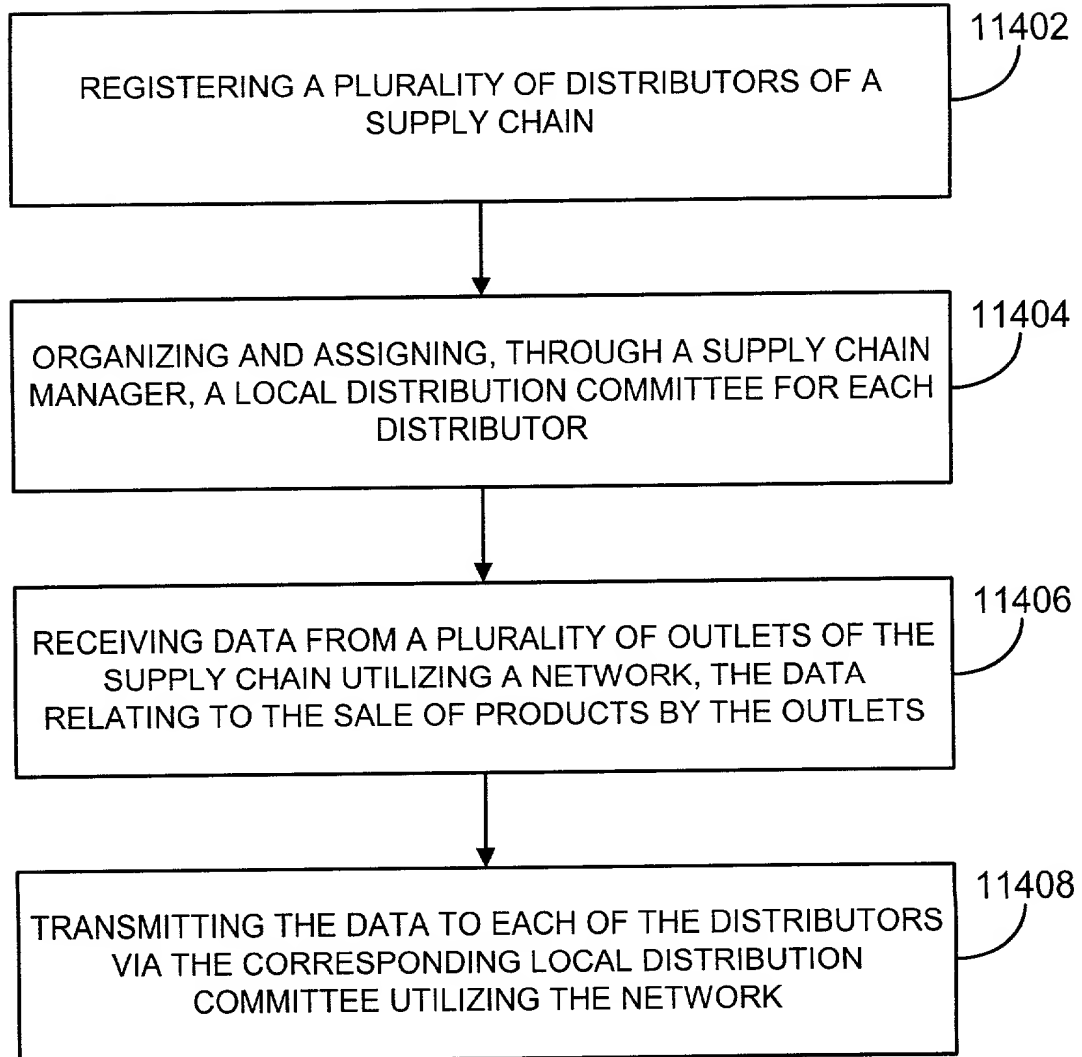 11402
REGISTERING A PLURALITY OF DISTRIBUTORS OF A
SUPPLY CHAIN
11404
ORGANIZING AND ASSIGNING, THROUGH A SUPPLY CHAIN
MANAGER, A LOCAL DISTRIBUTION COMMITTEE FOR EACH
DISTRIBUTOR
11406
RECEIVING DATA FROM A PLURALITY OF OUTLETS OF THE
SUPPLY CHAIN UTILIZING A NETWORK, THE DATA
RELATING TO THE SALE OF PRODUCTS BY THE OUTLETS
11408
TRANSMITTING THE DATA TO EACH OF THE DISTRIBUTORS
VIA THE CORRESPONDING LOCAL DISTRIBUTION
COMMITTEE UTILIZING THE NETWORK